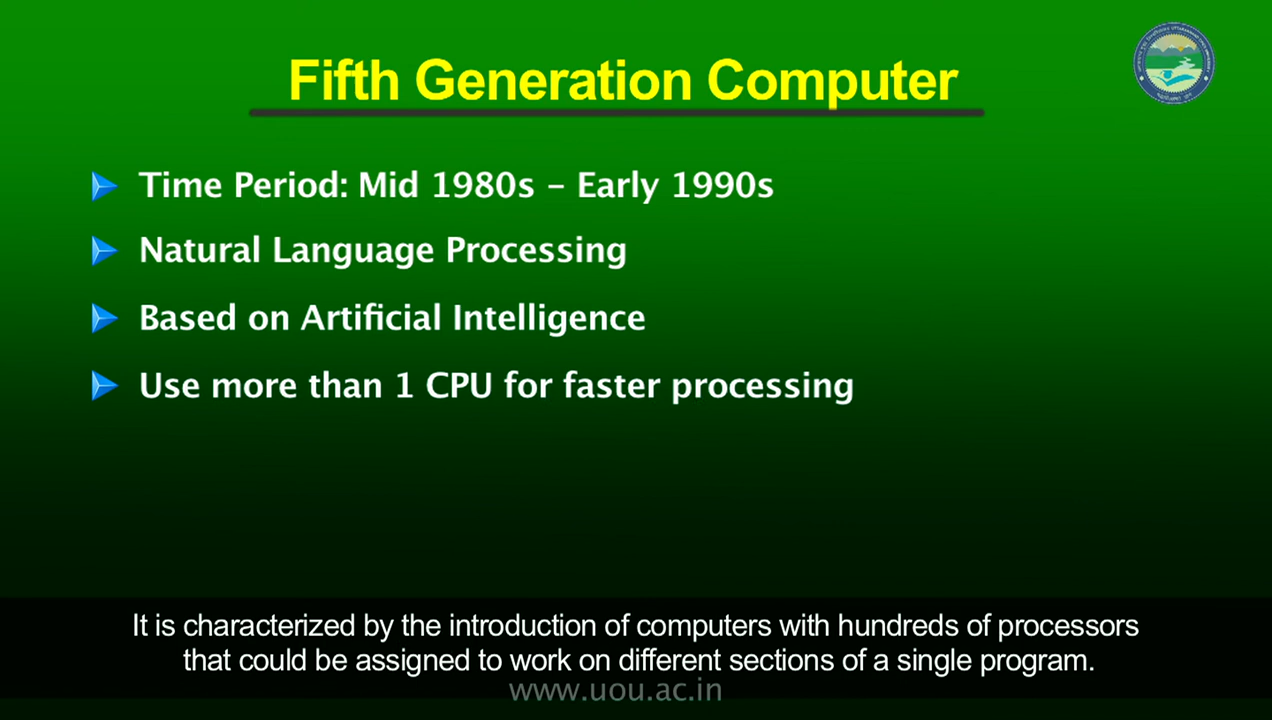 Fifth Generation Computer
Time Period: Mid 1980s – Early 1990s
Natural Language Processing
Based on Artificial Intelligence
Use more than 1 CPU for faster processing
It is characterized by the introduction of computers with hundreds of processors
that could be assigned to work on different sections of a single program.
www.uou.ac.in